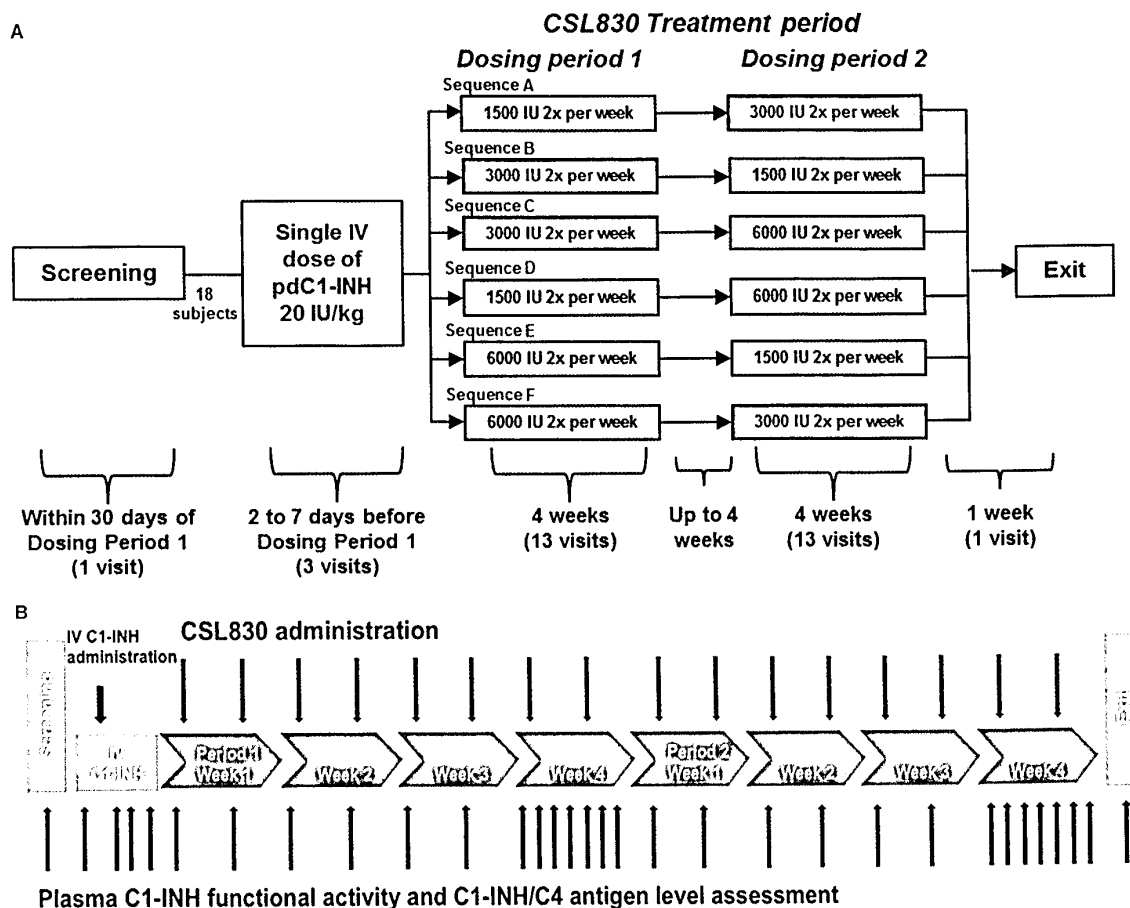 A
CSL830 Treatment period
Dosing period 1
Dosing period 2
Sequence A
1500 IU 2x per week
3000 IU 2x per week
Sequence B
3000 IU 2x per week
1500 IU 2x per week
Sequence C
3000 IU 2x per week
6000 IU 2x per week
Screening
18
subjects
Single IV
dose of
pdC1-INH
20 IU/kg
Sequence D
1500 IU 2x per week
6000 IU 2x per week
Exit
Sequence E
6000 IU 2x per week
1500 IU 2x per week
Sequence F
6000 IU 2x per week
3000 IU 2x per week
Within 30 days of
Dosing Period 1
(1 visit)
2 to 7 days before
Dosing Period 1
(3 visits)
4 weeks
(13 visits)
Up to 4
weeks
4 weeks
(13 visits)
1 week
(1 visit)
B
IV C1-INH
administration
CSL830 administration
Screening
IV
C1-INH
Period 1
Week 1
Week 2
Week 3
Week 4
Period 2
Week 1
Week 2
Week 3
Week 4
Exit
Plasma C1-INH functional activity and C1-INH/C4 antigen level assessment